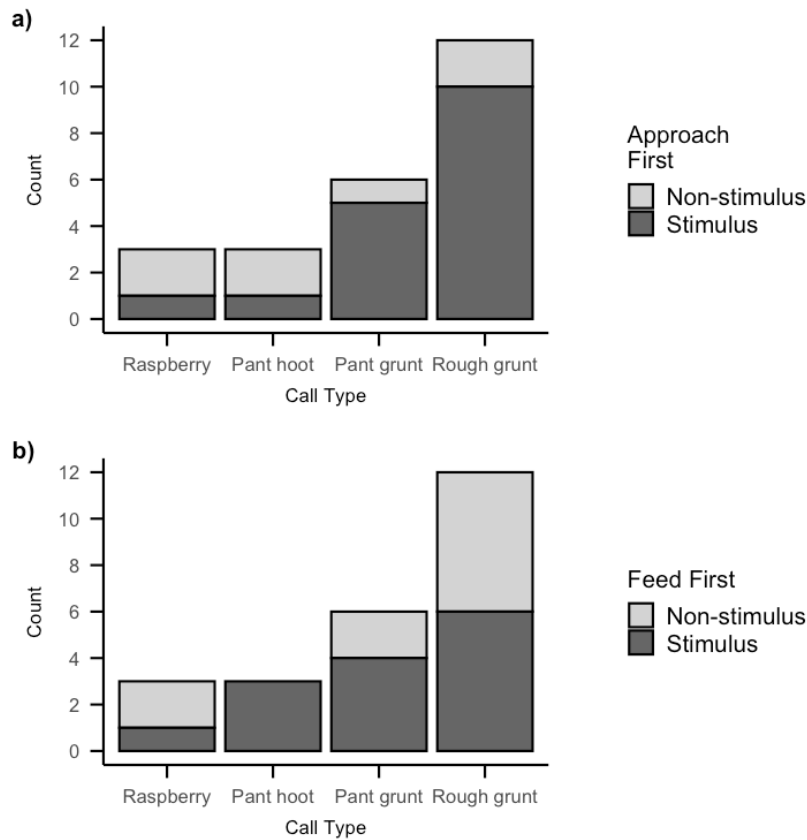 a)
12
10
8
6
4
2
0
Count
Raspberry Pant hoot Pant grunt Rough grunt
Call Type
Approach
First
Non-stimulus
Stimulus
b)
12
10
8
6
4
2
0
Count
Raspberry Pant hoot Pant grunt Rough grunt
Call Type
Feed First
Non-stimulus
Stimulus